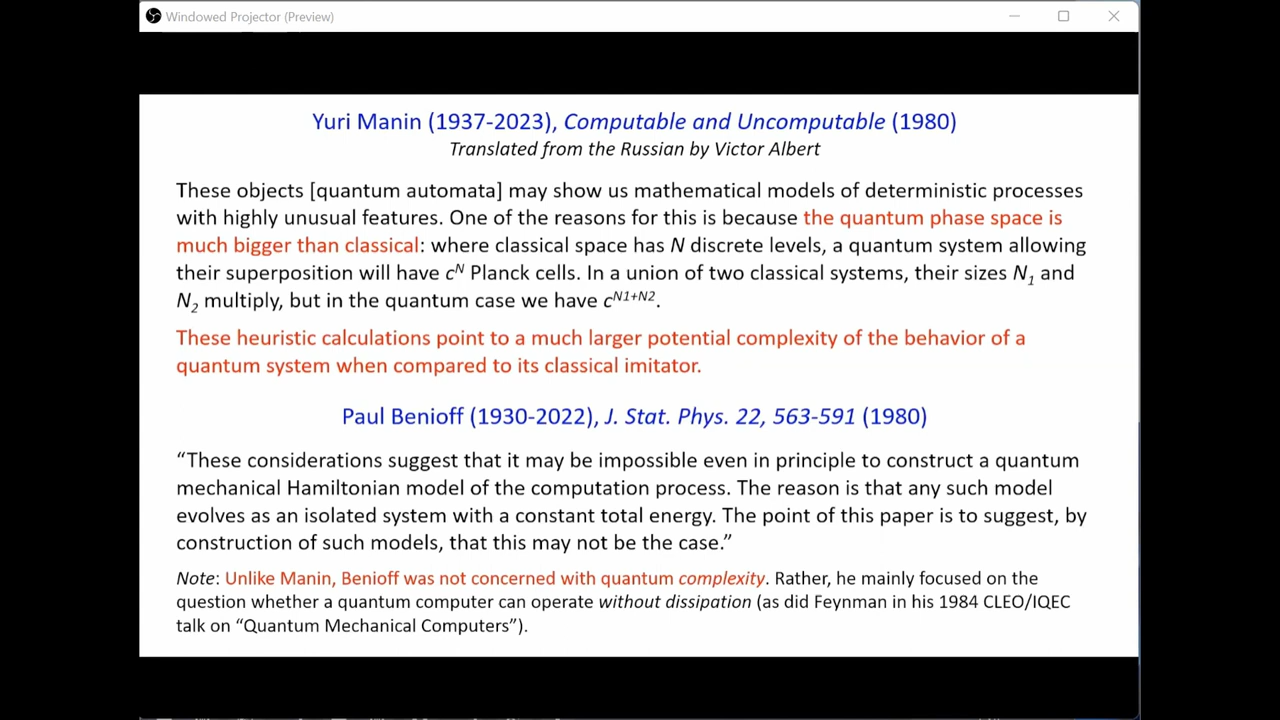 Windowed Projector (Preview)
Yuri Manin (1937-2023), Computable and Uncomputable (1980)
Translated from the Russian by Victor Albert
These objects [quantum automata] may show us mathematical models of deterministic processes
with highly unusual features. One of the reasons for this is because the quantum phase space is
much bigger than classical: where classical space has N discrete levels, a quantum system allowing
their superposition will have c^N Planck cells. In a union of two classical systems, their sizes N₁ and
N₂ multiply, but in the quantum case we have c^N1+N2.
These heuristic calculations point to a much larger potential complexity of the behavior of a
quantum system when compared to its classical imitator.
Paul Benioff (1930-2022), J. Stat. Phys. 22, 563-591 (1980)
“These considerations suggest that it may be impossible even in principle to construct a quantum
mechanical Hamiltonian model of the computation process. The reason is that any such model
evolves as an isolated system with a constant total energy. The point of this paper is to suggest, by
construction of such models, that this may not be the case.”
Note: Unlike Manin, Benioff was not concerned with quantum complexity. Rather, he mainly focused on the
question whether a quantum computer can operate without dissipation (as did Feynman in his 1984 CLEO/IQEC
talk on “Quantum Mechanical Computers”).